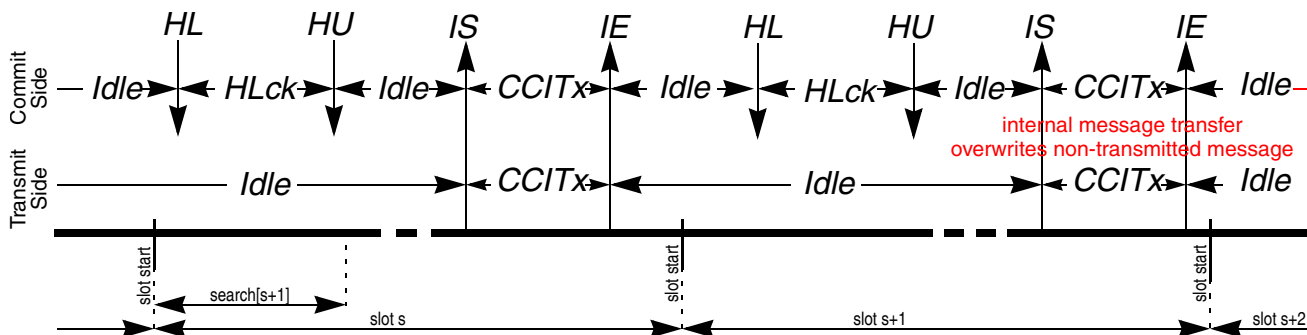 HL HU IS IE HL HU IS IE
Commit Side
Idle HLck Idle CCITx Idle HLck Idle CCITx Idle
internal message transfer
overwrites non-transmitted message
Transmit Side
Idle CCITx Idle CCITx Idle
slot start slot start slot start
search[s+1]
slot s slot s+1 slot s+2